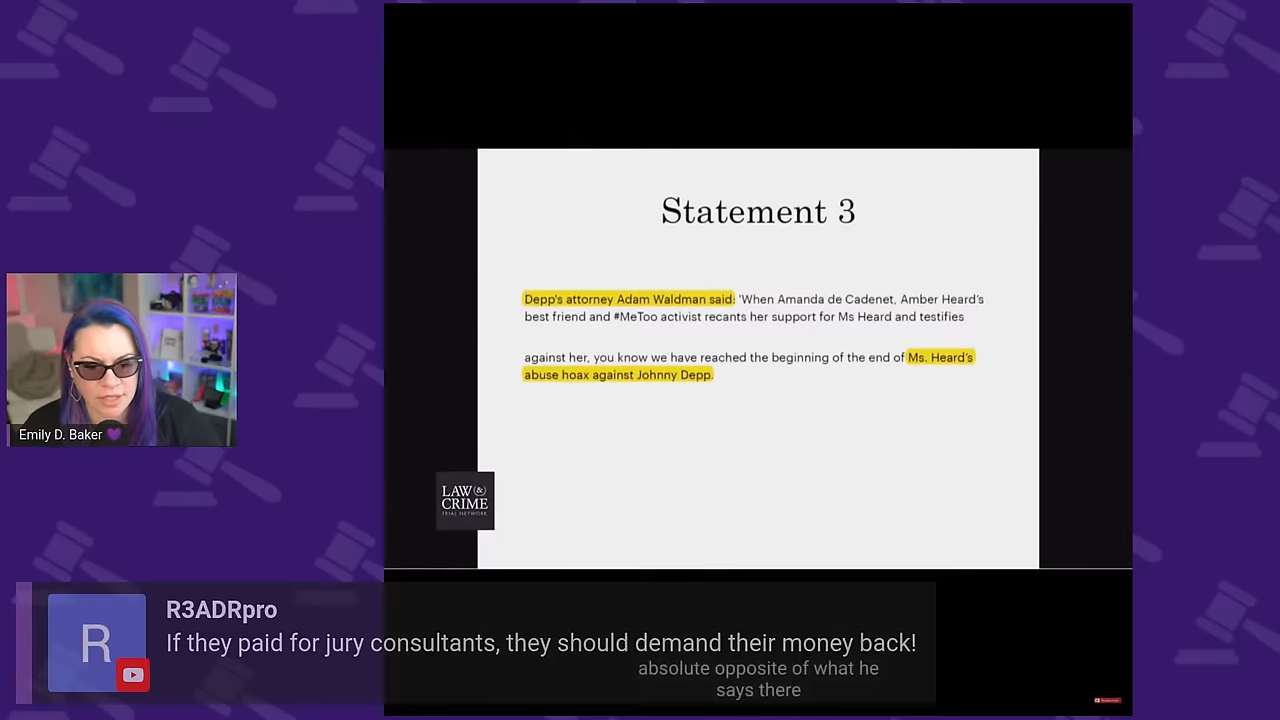 Statement 3
Depp's attorney Adam Waldman said: 'When Amanda de Cadenet, Amber Heard's
best friend and #MeToo activist recants her support for Ms Heard and testifies
against her, you know we have reached the beginning of the end of Ms. Heard's
abuse hoax against Johnny Depp.
Emily D. Baker
LAW&
CRIME
TRIAL NETWORK
R
R3ADRpro
If they paid for jury consultants, they should demand their money back!
absolute opposite of what he
says there